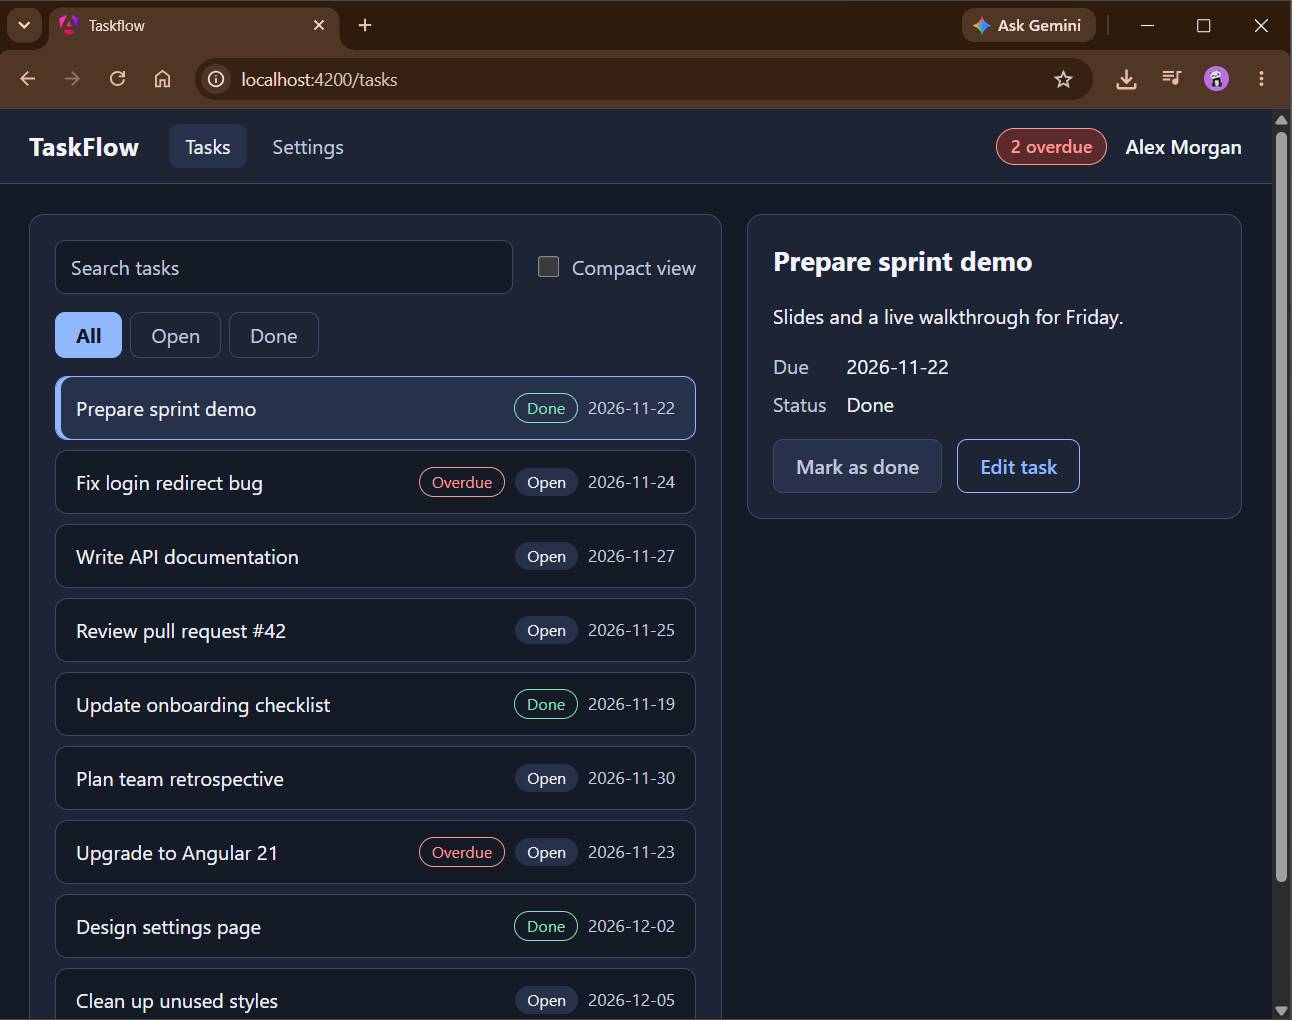 Taskflow
Ask Gemini
localhost:4200/tasks
TaskFlow Tasks Settings 2 overdue Alex Morgan
Search tasks Compact view
All Open Done
Prepare sprint demo Done 2026-11-22
Fix login redirect bug Overdue Open 2026-11-24
Write API documentation Open 2026-11-27
Review pull request #42 Open 2026-11-25
Update onboarding checklist Done 2026-11-19
Plan team retrospective Open 2026-11-30
Upgrade to Angular 21 Overdue Open 2026-11-23
Design settings page Done 2026-12-02
Clean up unused styles Open 2026-12-05
Prepare sprint demo
Slides and a live walkthrough for Friday.
Due 2026-11-22
Status Done
Mark as done Edit task